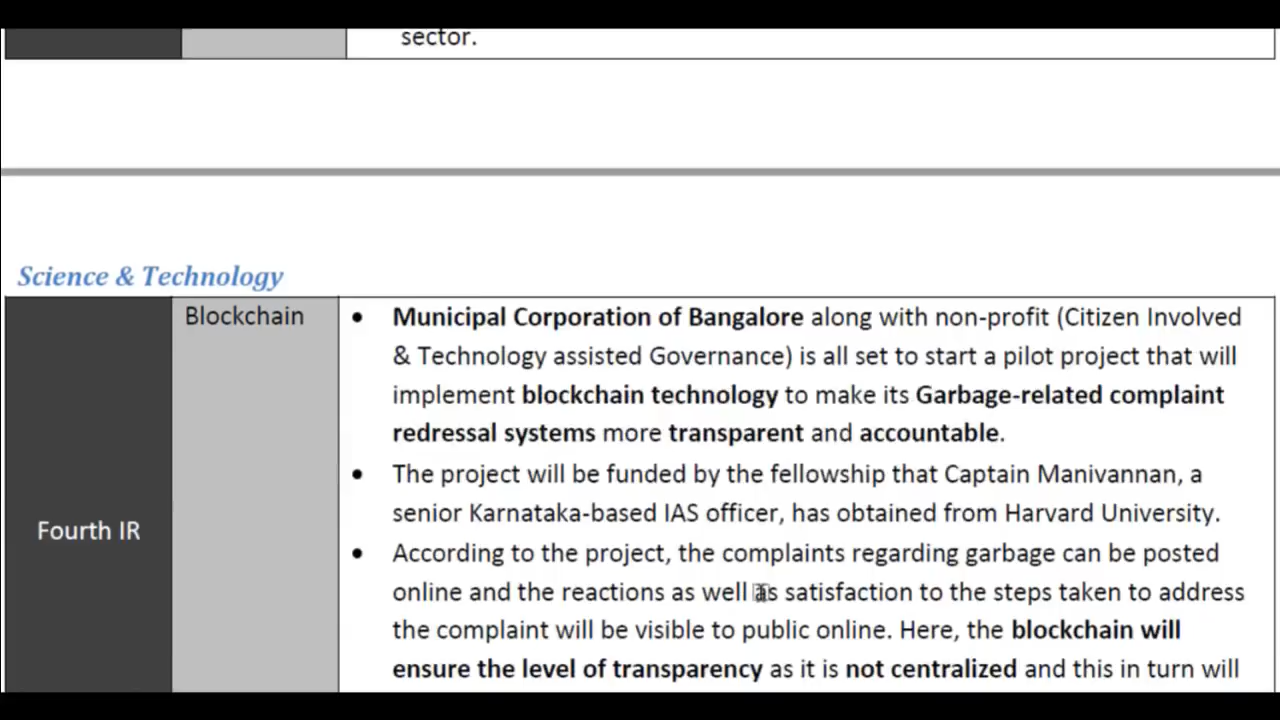 sector.
Science & Technology
Blockchain
Fourth IR
• Municipal Corporation of Bangalore along with non-profit (Citizen Involved
& Technology assisted Governance) is all set to start a pilot project that will
implement blockchain technology to make its Garbage-related complaint
redressal systems more transparent and accountable.
• The project will be funded by the fellowship that Captain Manivannan, a
senior Karnataka-based IAS officer, has obtained from Harvard University.
• According to the project, the complaints regarding garbage can be posted
online and the reactions as well as satisfaction to the steps taken to address
the complaint will be visible to public online. Here, the blockchain will
ensure the level of transparency as it is not centralized and this in turn will